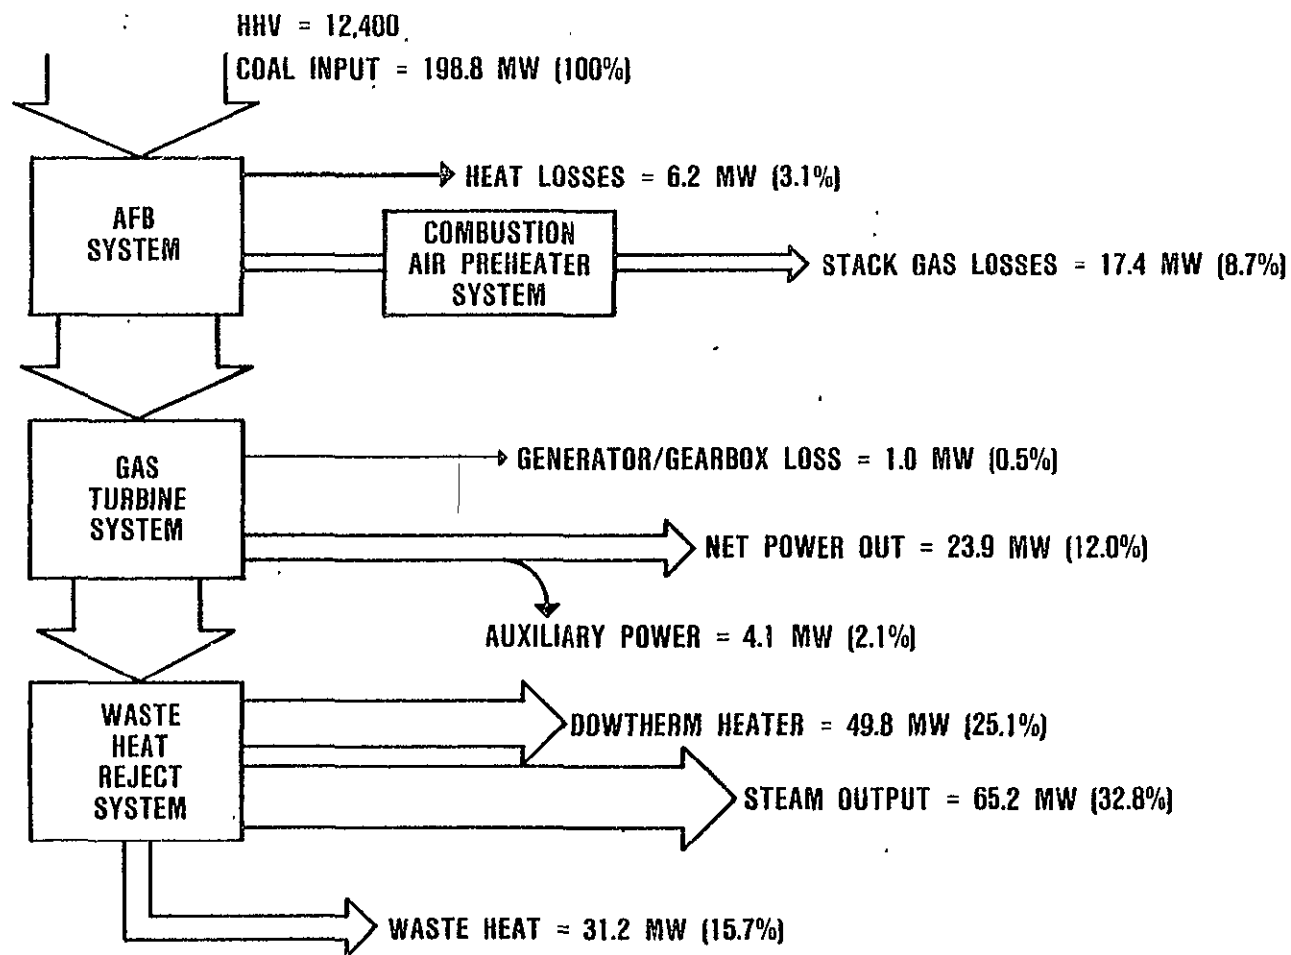 HHV = 12,400
COAL INPUT = 198.8 MW (100%)
AFB
SYSTEM
HEAT LOSSES = 6.2 MW (3.1%)
COMBUSTION
AIR PREHEATER
SYSTEM
STACK GAS LOSSES = 17.4 MW (8.7%)
GAS
TURBINE
SYSTEM
GENERATOR/GEARBOX LOSS = 1.0 MW (0.5%)
NET POWER OUT = 23.9 MW (12.0%)
AUXILIARY POWER = 4.1 MW (2.1%)
WASTE
HEAT
REJECT
SYSTEM
DOWTHERM HEATER = 49.8 MW (25.1%)
STEAM OUTPUT = 65.2 MW (32.8%)
WASTE HEAT = 31.2 MW (15.7%)